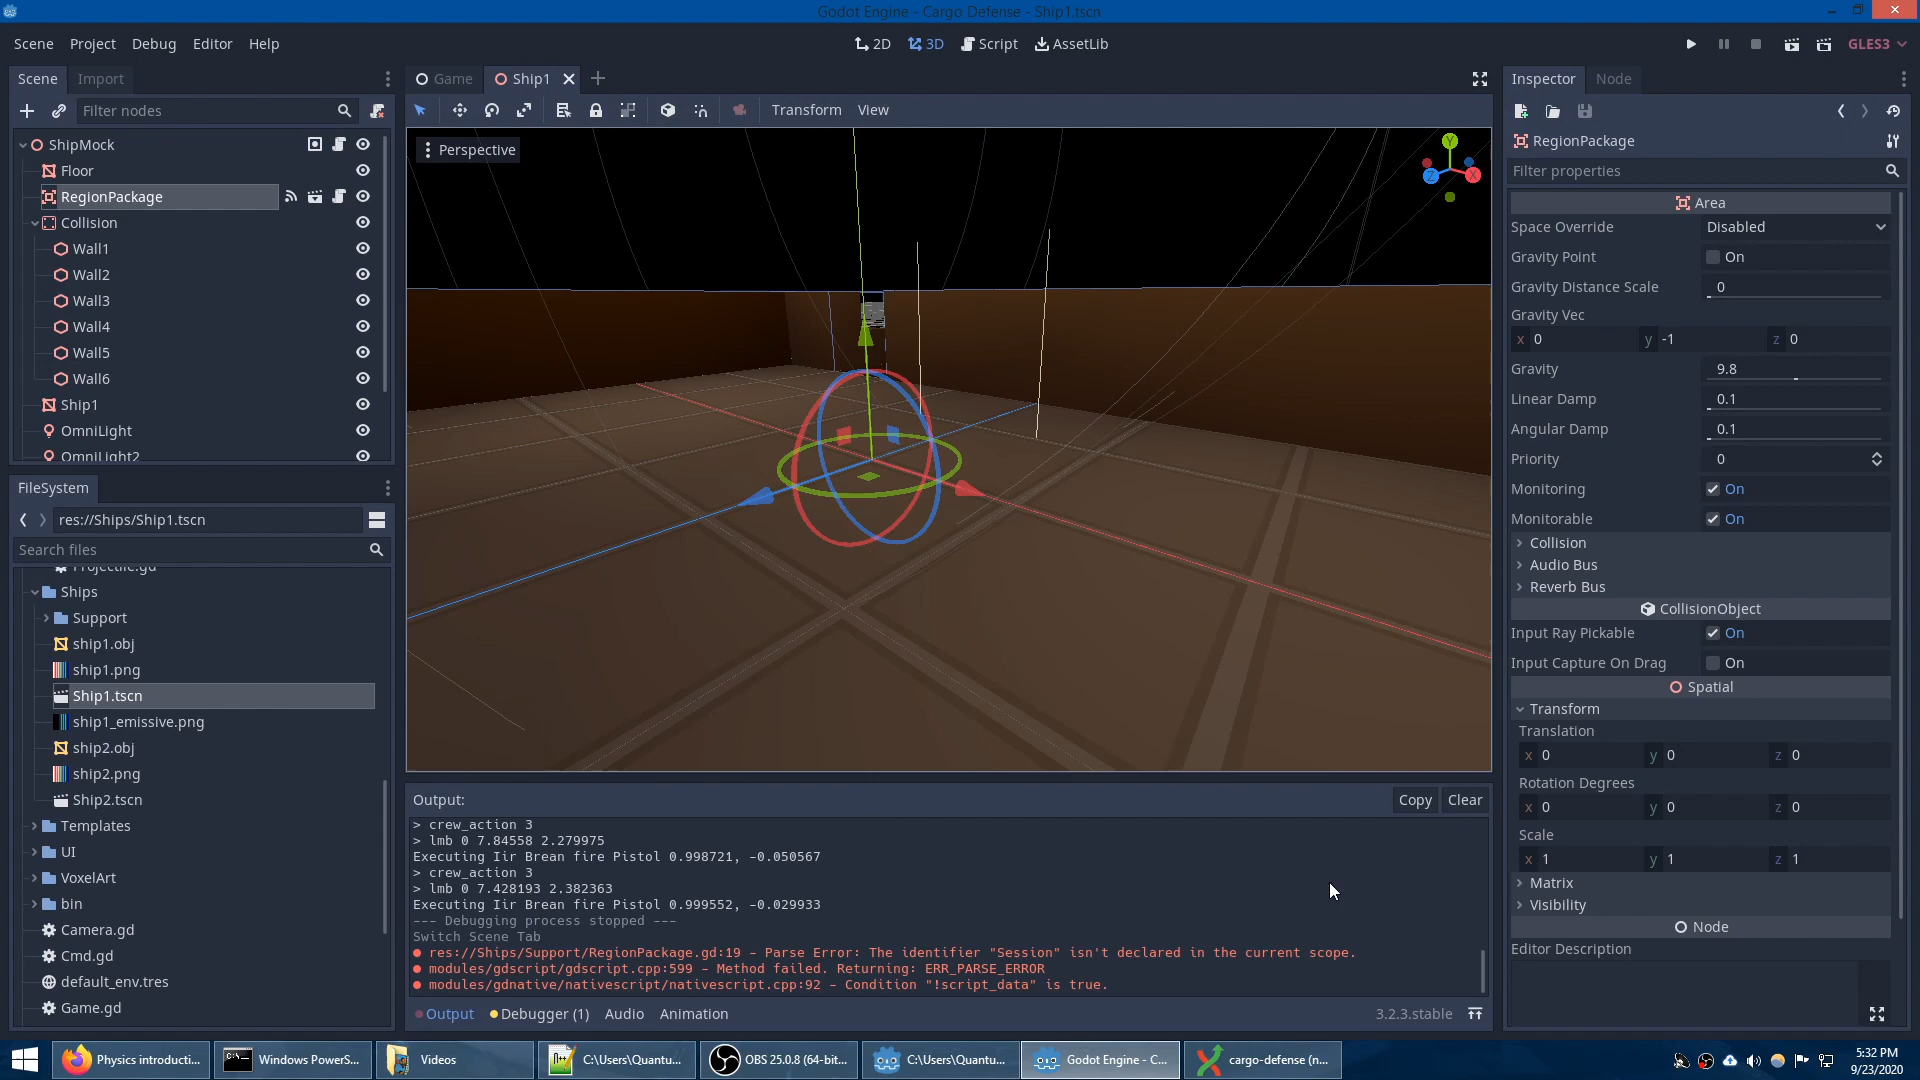 Godot Engine - Cargo Defense - Ship1.tscn
Scene Project Debug Editor Help
2D 3D Script AssetLib
GLES3
Scene Import
Filter nodes
ShipMock
Floor
RegionPackage
Collision
Wall1
Wall2
Wall3
Wall4
Wall5
Wall6
Ship1
OmniLight
OmniLight2
FileSystem
res://Ships/Ship1.tscn
Search files
Projectile.gd
Ships
Support
ship1.obj
ship1.png
Ship1.tscn
ship1_emissive.png
ship2.obj
ship2.png
Ship2.tscn
Templates
UI
VoxelArt
bin
Camera.gd
Cmd.gd
default_env.tres
Game.gd
Game Ship1
Transform View
Perspective
Y
Z X
Output:
Copy Clear
> crew_action 3
> lmb 0 7.84558 2.279975
Executing Iir Brean fire Pistol 0.998721, -0.050567
> crew_action 3
> lmb 0 7.428193 2.382363
Executing Iir Brean fire Pistol 0.999552, -0.029933
--- Debugging process stopped ---
Switch Scene Tab
res://Ships/Support/RegionPackage.gd:19 - Parse Error: The identifier "Session" isn't declared in the current scope.
modules/gdscript/gdscript.cpp:599 - Method failed. Returning: ERR_PARSE_ERROR
modules/gdnative/nativescript/nativescript.cpp:92 - Condition "!script_data" is true.
Output Debugger (1) Audio Animation
3.2.3.stable
Inspector Node
RegionPackage
Filter properties
Area
Space Override Disabled
Gravity Point On
Gravity Distance Scale 0
Gravity Vec
x 0 y -1 z 0
Gravity 9.8
Linear Damp 0.1
Angular Damp 0.1
Priority 0
Monitoring On
Monitorable On
Collision
Audio Bus
Reverb Bus
CollisionObject
Input Ray Pickable On
Input Capture On Drag On
Spatial
Transform
Translation
x 0 y 0 z 0
Rotation Degrees
x 0 y 0 z 0
Scale
x 1 y 1 z 1
Matrix
Visibility
Node
Editor Description
Physics introducti...
Windows PowerS...
Videos
C:\Users\Quantu...
OBS 25.0.8 (64-bit...
C:\Users\Quantu...
Godot Engine - C...
cargo-defense (n...
5:32 PM
9/23/2020